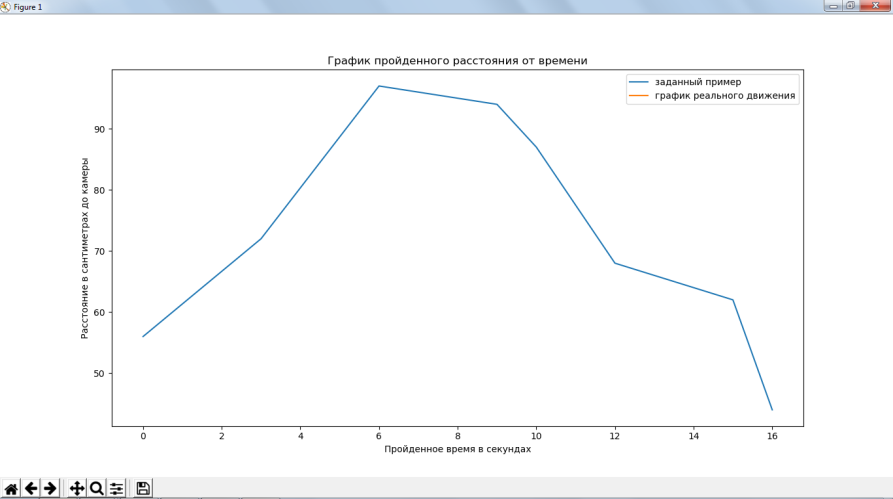 Figure 1
График пройденного расстояния от времени
заданный пример
график реального движения
Расстояние в сантиметрах до камеры
90
80
70
60
50
0 2 4 6 8 10 12 14 16
Пройденное время в секундах